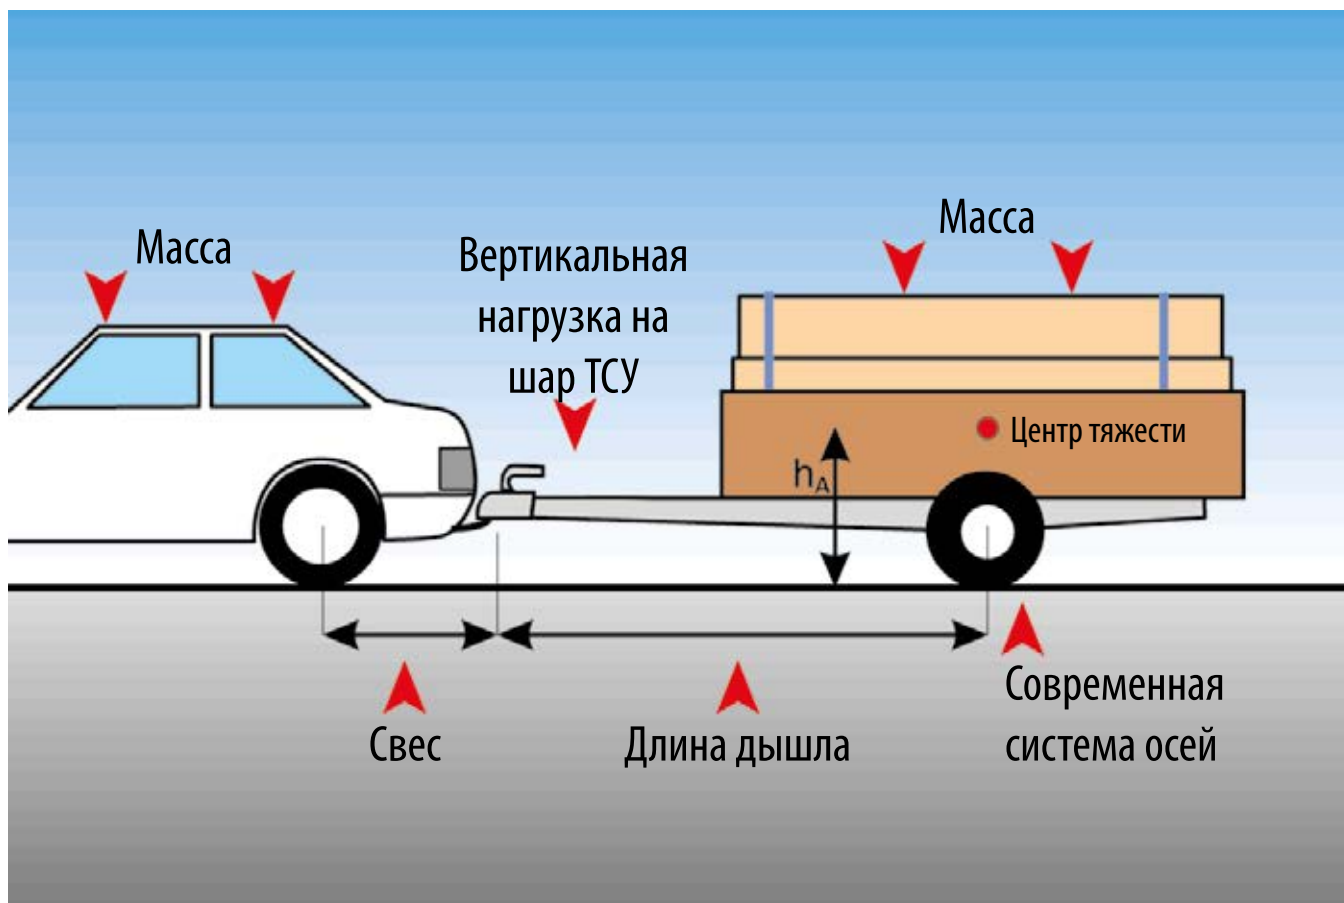 Масса
Вертикальная
нагрузка на
шар ТСУ
Масса
Центр тяжести
hA
Свес
Длина дышла
Современная
система осей